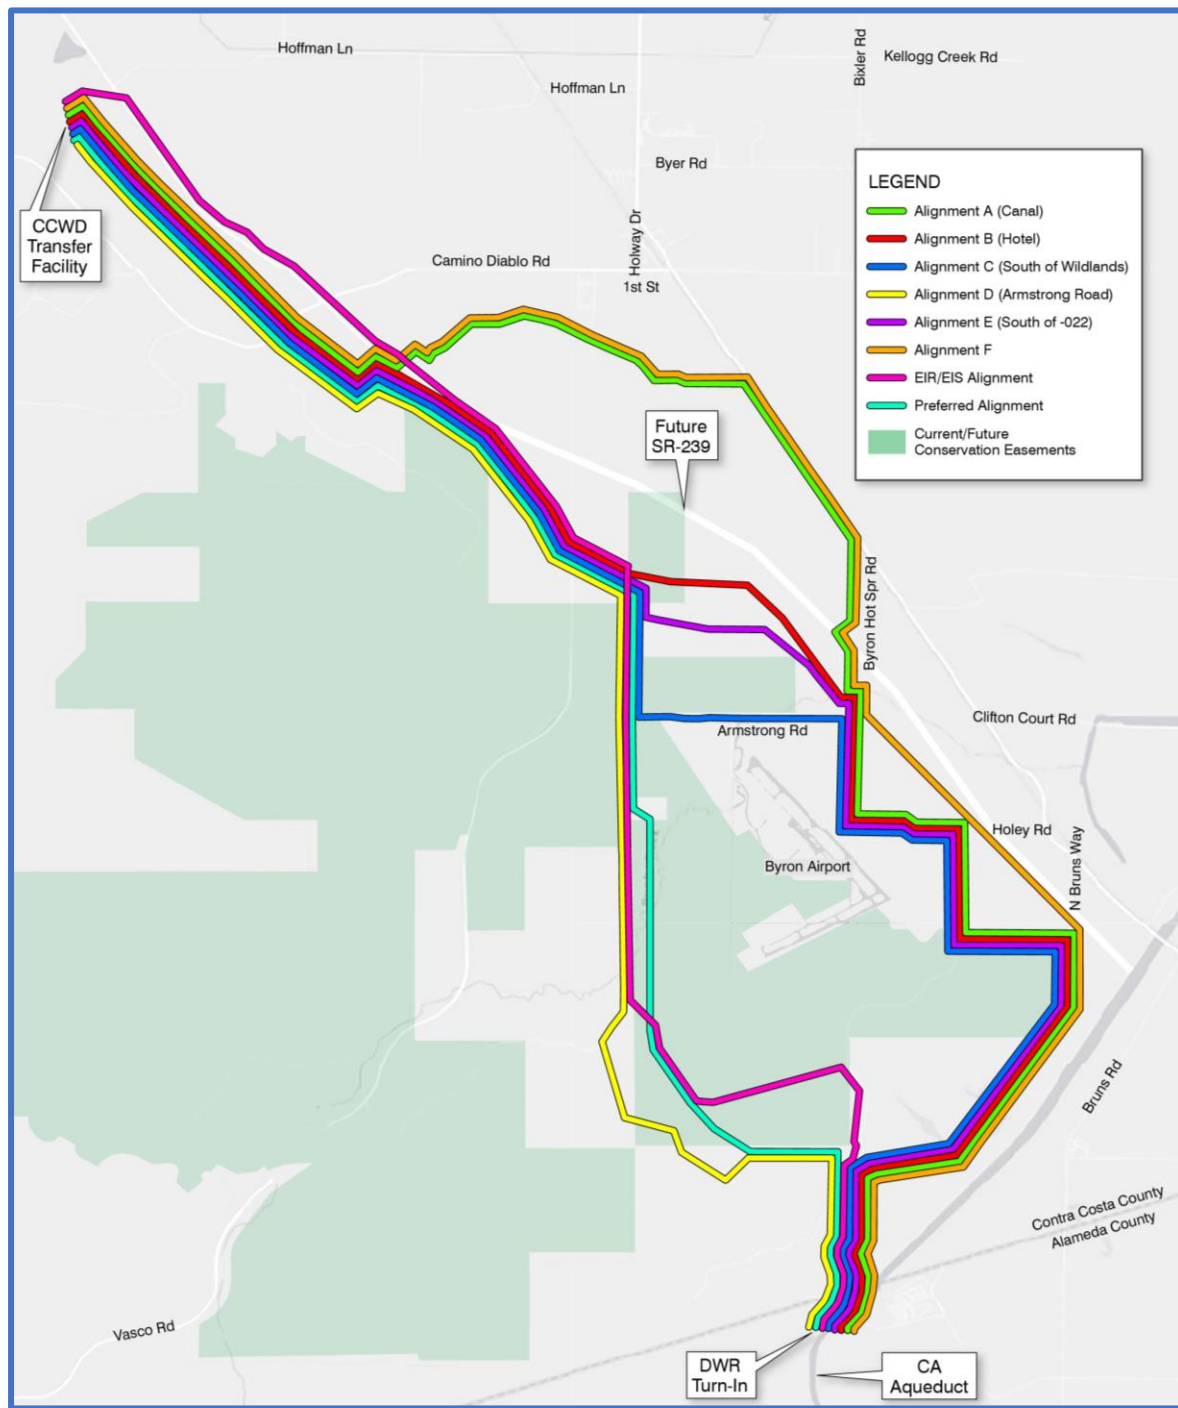 Hoffman Ln
Bixler Rd
Kellogg Creek Rd
Hoffman Ln
Byer Rd
LEGEND
Alignment A (Canal)
Alignment B (Hotel)
Alignment C (South of Wildlands)
Alignment D (Armstrong Road)
Alignment E (South of -022)
Alignment F
EIR/EIS Alignment
Preferred Alignment
Current/Future
Conservation Easements
CCWD
Transfer
Facility
Holway Dr
Camino Diablo Rd
1st St
Future
SR-239
Byron Hot Spr Rd
Clifton Court Rd
Armstrong Rd
Holey Rd
Byron Airport
N Bruns Way
Bruns Rd
Contra Costa County
Alameda County
Vasco Rd
DWR
Turn-In
CA
Aqueduct